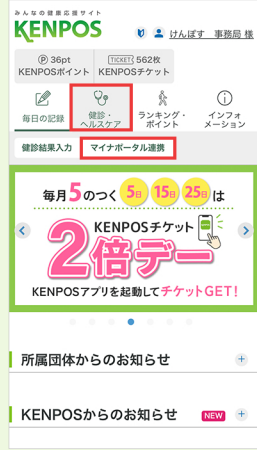 みんなの健康応援サイト
KENPOS
けんぽす 事務局 様
P 36pt
KENPOSポイント
TICKET 562枚
KENPOSチケット
毎日の記録
健診・
ヘルスケア
ランキング・
ポイント
インフォ
メーション
健診結果入力
マイナポータル連携
毎月5のつく 5日 15日 25日 は
KENPOSチケット
2倍デー
KENPOSアプリを起動してチケットGET!
所属団体からのお知らせ
KENPOSからのお知らせ NEW